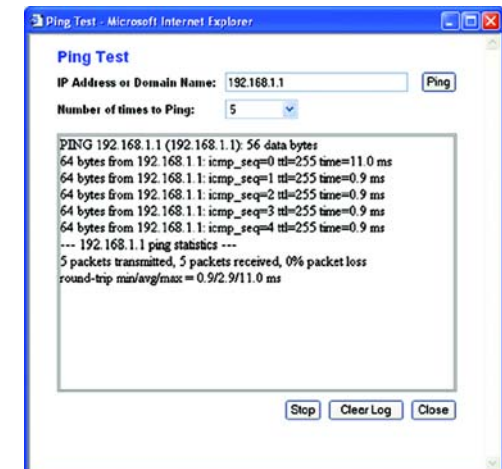 Ping Test - Microsoft Internet Explorer
Ping Test
IP Address or Domain Name: 192.168.1.1 Ping
Number of times to Ping: 5
PING 192.168.1.1 (192.168.1.1): 56 data bytes
64 bytes from 192.168.1.1: icmp_seq=0 ttl=255 time=11.0 ms
64 bytes from 192.168.1.1: icmp_seq=1 ttl=255 time=0.9 ms
64 bytes from 192.168.1.1: icmp_seq=2 ttl=255 time=0.9 ms
64 bytes from 192.168.1.1: icmp_seq=3 ttl=255 time=0.9 ms
64 bytes from 192.168.1.1: icmp_seq=4 ttl=255 time=0.9 ms
--- 192.168.1.1 ping statistics ---
5 packets transmitted, 5 packets received, 0% packet loss
round-trip min/avg/max = 0.9/2.9/11.0 ms
Stop Clear Log Close